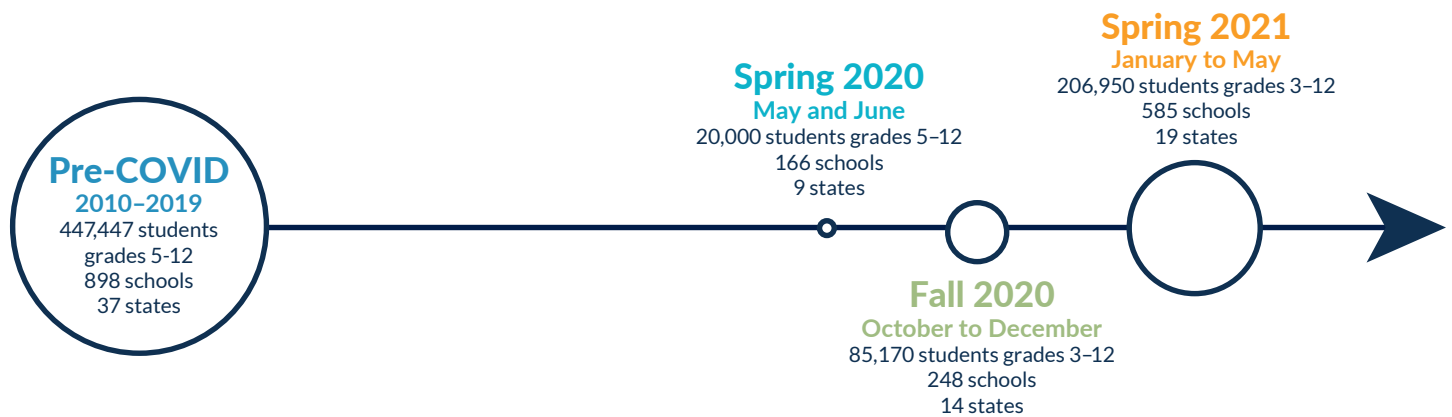 Pre-COVID
2010–2019
447,447 students
grades 5-12
898 schools
37 states
Spring 2020
May and June
20,000 students grades 5–12
166 schools
9 states
Fall 2020
October to December
85,170 students grades 3–12
248 schools
14 states
Spring 2021
January to May
206,950 students grades 3–12
585 schools
19 states